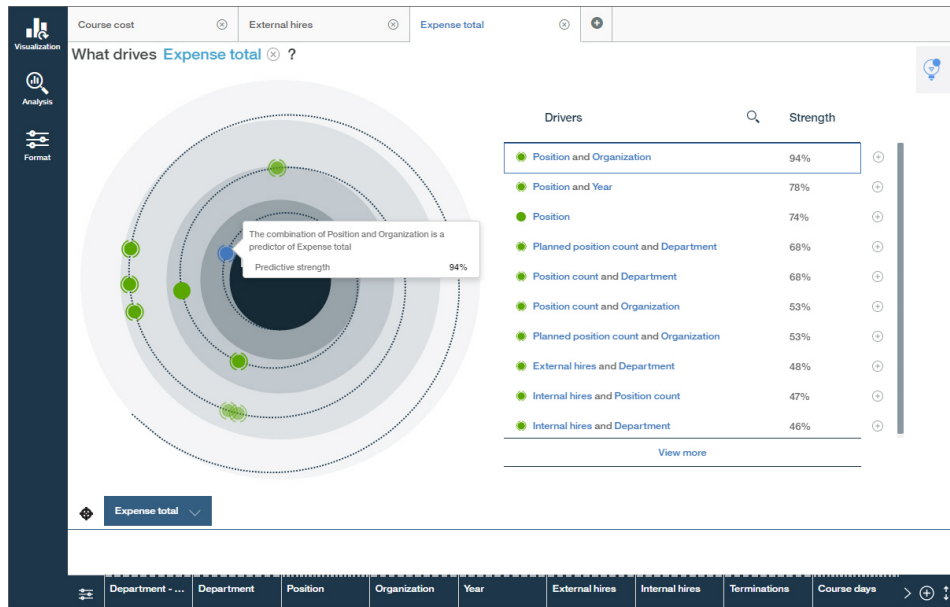 Course cost
External hires
Expense total
Visualization
What drives Expense total ?
Analysis
Format
Drivers
Strength
Position and Organization 94%
Position and Year 78%
Position 74%
Planned position count and Department 68%
Position count and Department 68%
Position count and Organization 53%
Planned position count and Organization 53%
External hires and Department 48%
Internal hires and Position count 47%
Internal hires and Department 46%
View more
The combination of Position and Organization is a
predictor of Expense total
Predictive strength 94%
Expense total
Department - ...
Department
Position
Organization
Year
External hires
Internal hires
Terminations
Course days